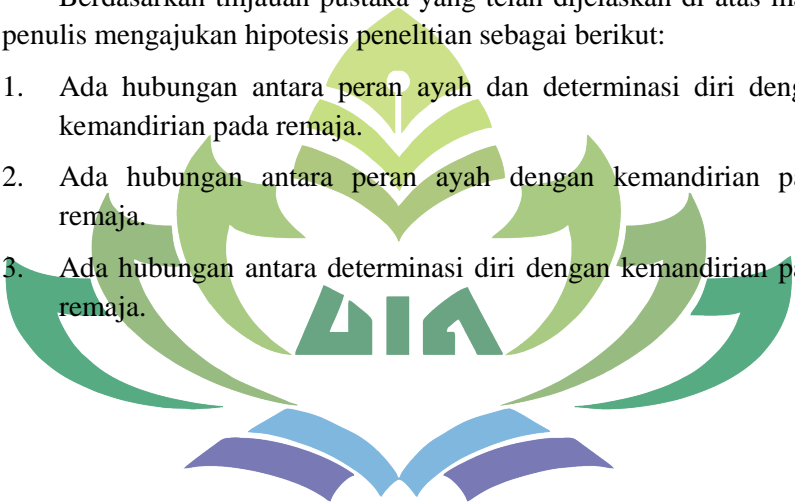 Berdasarkan tinjauan pustaka yang telah dijelaskan di atas
penulis mengajukan hipotesis penelitian sebagai berikut:
1. Ada hubungan antara peran ayah dan determinasi diri
kemandirian pada remaja.
2. Ada hubungan antara peran ayah dengan kemandirian
remaja.
3. Ada hubungan antara determinasi diri dengan kemandirian
remaja.
UIN